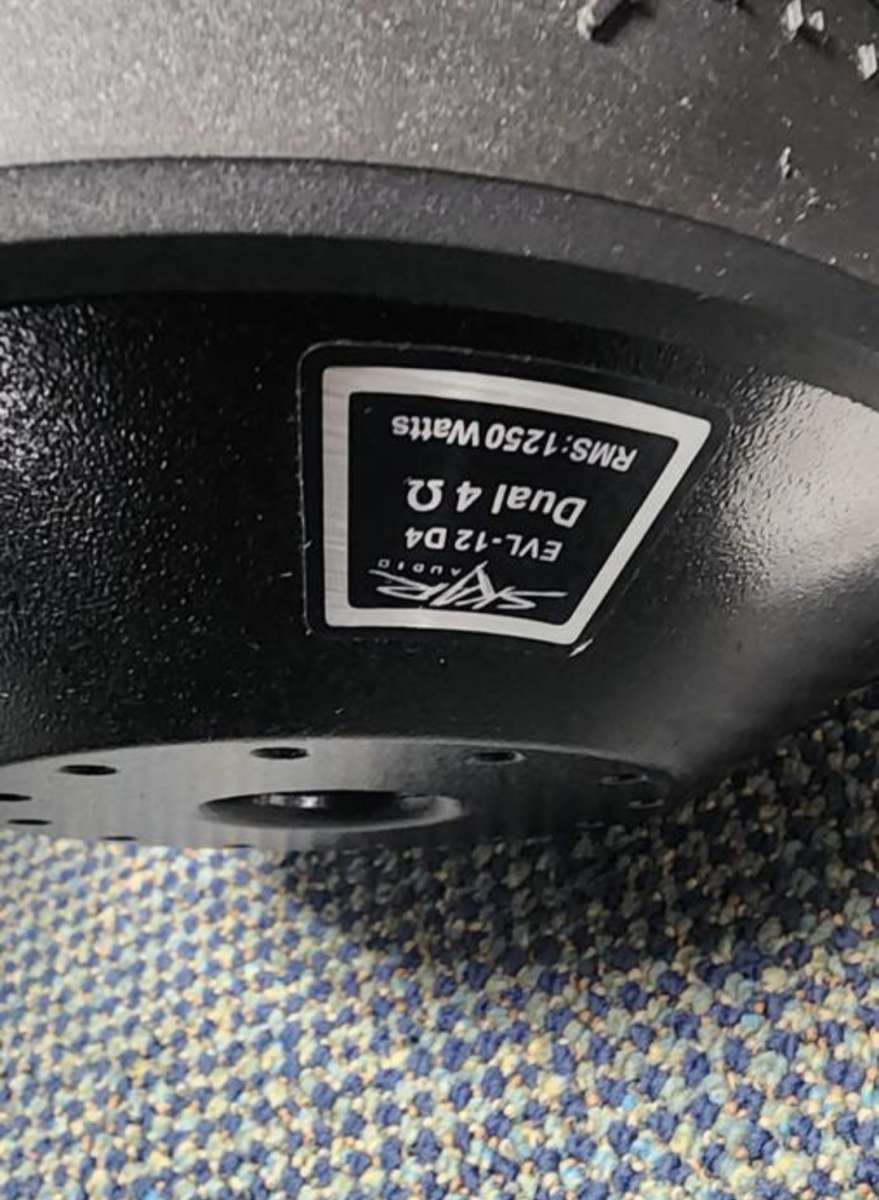 SKAR
AUDIO
EVL-12 D4
Dual 4 Ω
RMS: 1250 Watts